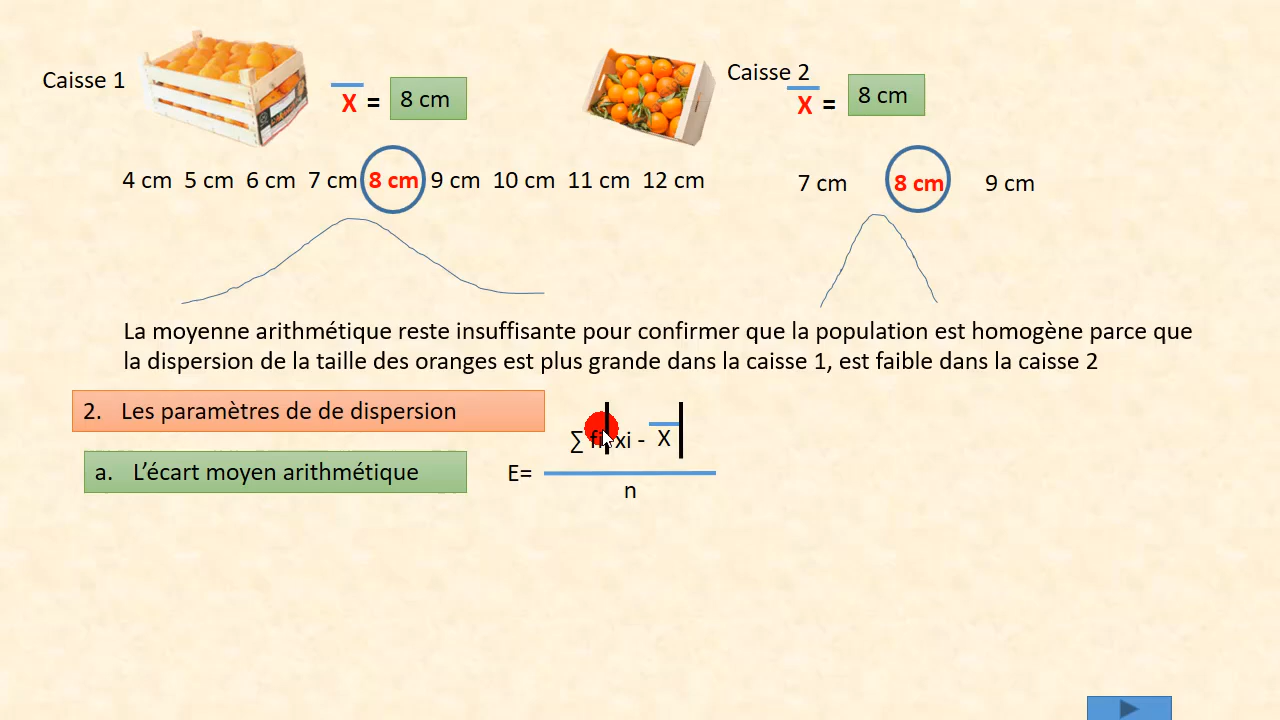 Caisse 1
X = 8 cm
Caisse 2
X = 8 cm
4 cm 5 cm 6 cm 7 cm 8 cm 9 cm 10 cm 11 cm 12 cm
7 cm 8 cm 9 cm
La moyenne arithmétique reste insuffisante pour confirmer que la population est homogène parce que
la dispersion de la taille des oranges est plus grande dans la caisse 1, est faible dans la caisse 2
2. Les paramètres de de dispersion
∑ fi |xi - X|
a. L'écart moyen arithmétique
E=
n